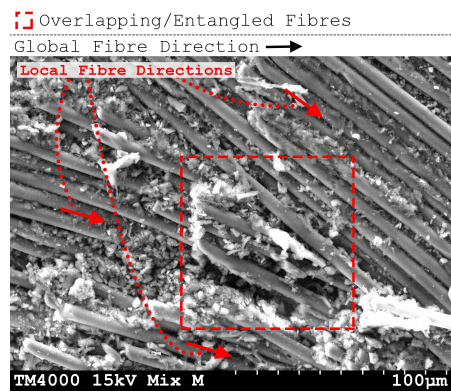 Overlapping/Entangled Fibres
Global Fibre Direction
Local Fibre Directions
TM4000 15kV Mix M 100µm